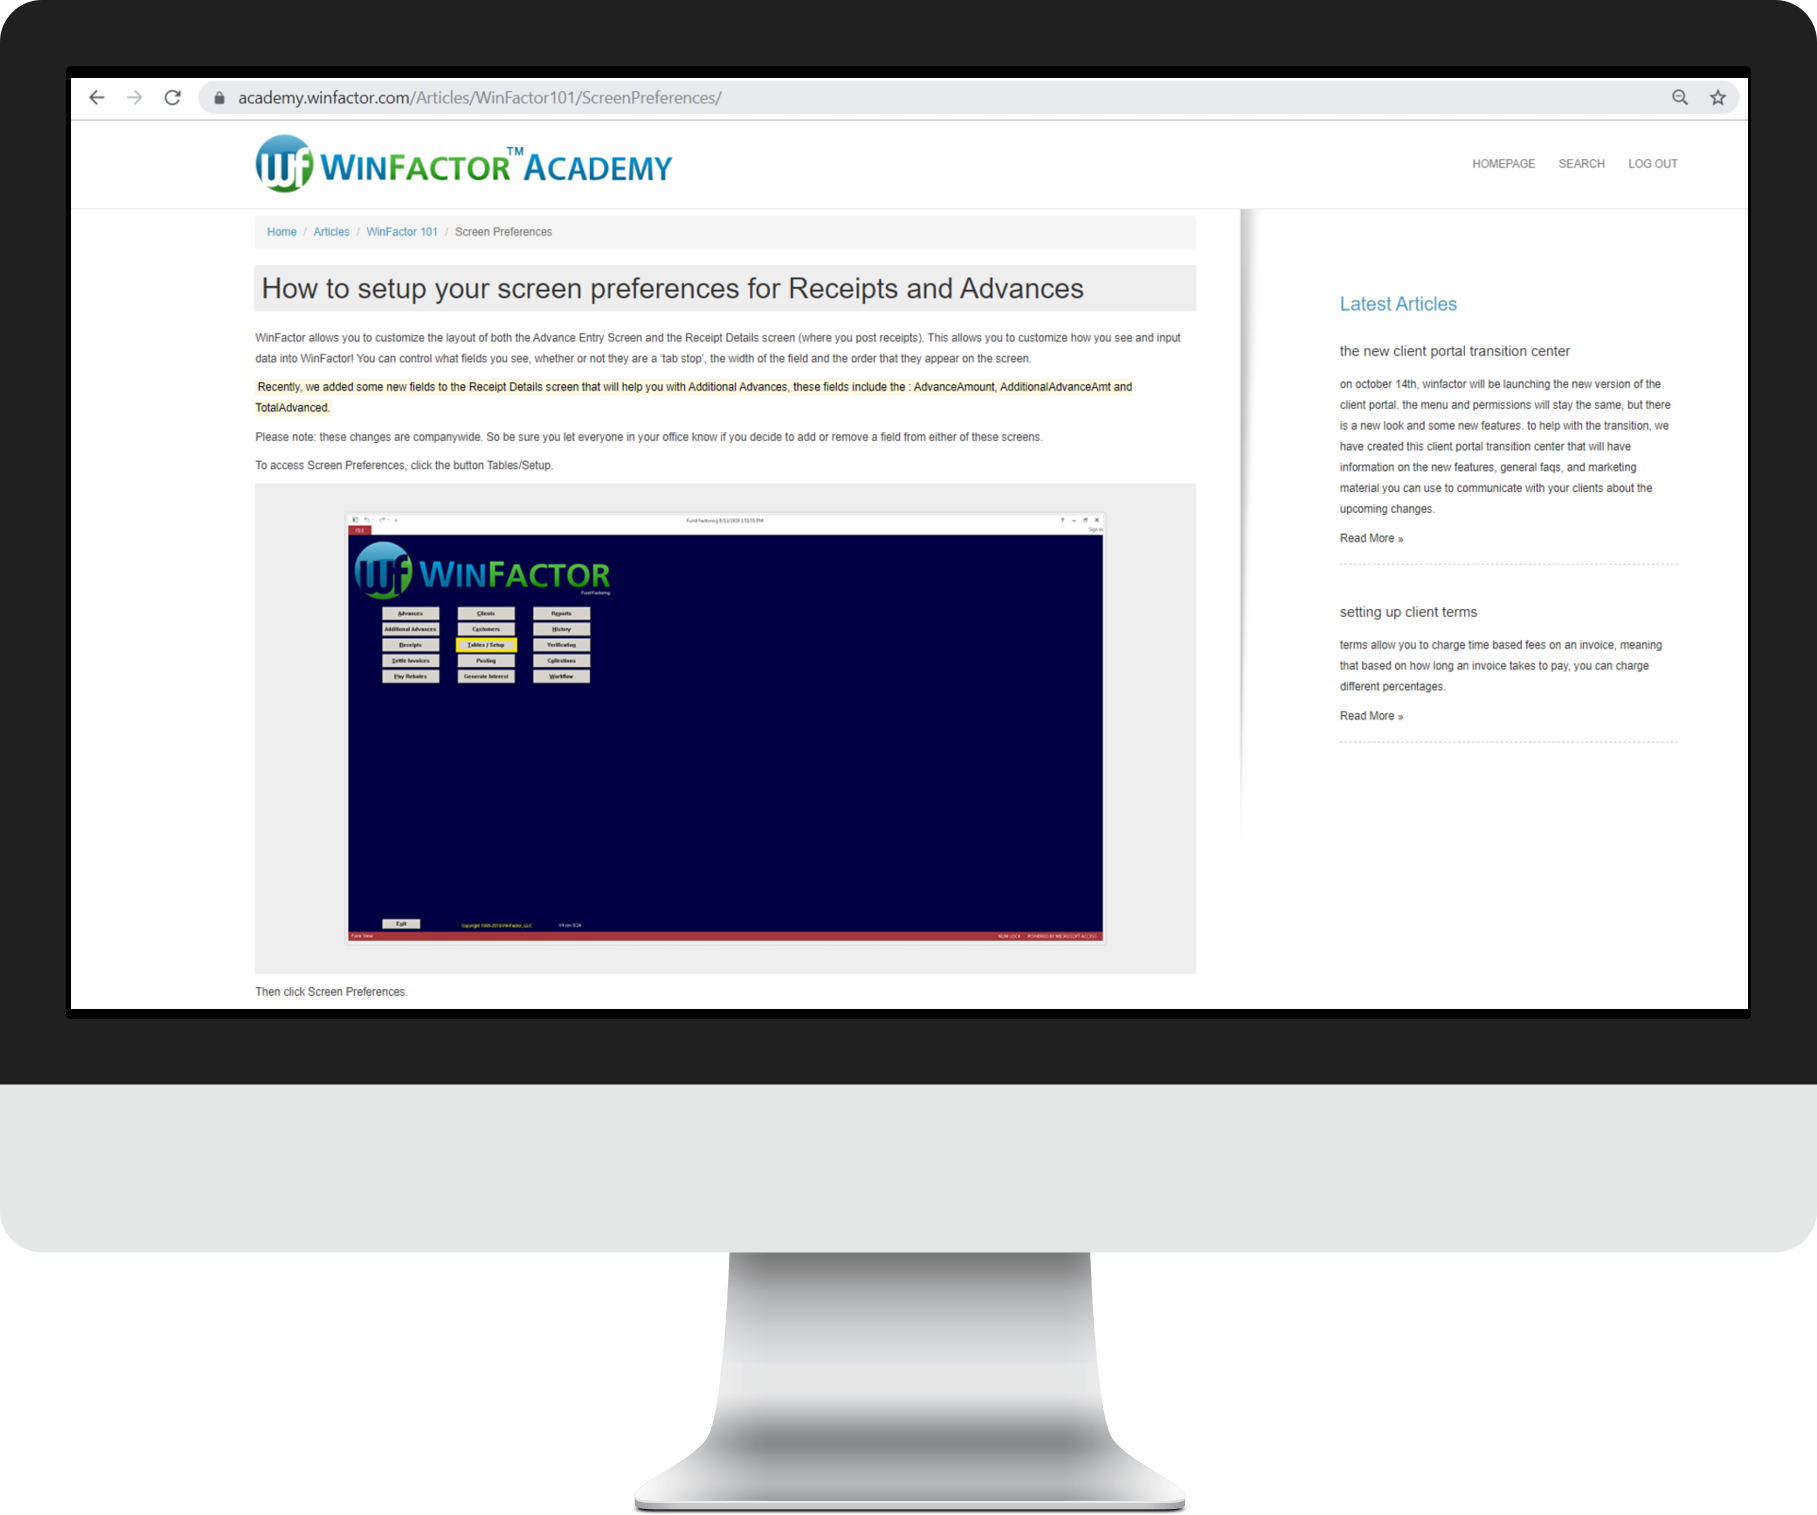 academy.winfactor.com/Articles/WinFactor101/ScreenPreferences/
Wf WINFACTOR™ ACADEMY
HOMEPAGE SEARCH LOG OUT
Home / Articles / WinFactor 101 / Screen Preferences
How to setup your screen preferences for Receipts and Advances
WinFactor allows you to customize the layout of both the Advance Entry Screen and the Receipt Details screen (where you post receipts). This allows you to customize how you see and input
data into WinFactor! You can control what fields you see, whether or not they are a ‘tab stop’, the width of the field and the order that they appear on the screen.
Recently, we added some new fields to the Receipt Details screen that will help you with Additional Advances, these fields include the : AdvanceAmount, AdditionalAdvanceAmt and
TotalAdvanced.
Please note: these changes are companywide. So be sure you let everyone in your office know if you decide to add or remove a field from either of these screens.
To access Screen Preferences, click the button Tables/Setup.
FILE
Sign in
Wf WINFACTOR
FundFactoring
Advances Clients Reports
Additional Advances Customers History
Receipts Tables / Setup Verification
Settle Invoices Posting Collections
Pay Rebates Generate Interest Workflow
Exit
Form View
NUM LOCK POWERED BY MICROSOFT ACCESS
Then click Screen Preferences.
Latest Articles
the new client portal transition center
on october 14th, winfactor will be launching the new version of the
client portal. the menu and permissions will stay the same, but there
is a new look and some new features. to help with the transition, we
have created this client portal transition center that will have
information on the new features, general faqs, and marketing
material you can use to communicate with your clients about the
upcoming changes.
Read More »
setting up client terms
terms allow you to charge time based fees on an invoice, meaning
that based on how long an invoice takes to pay, you can charge
different percentages.
Read More »